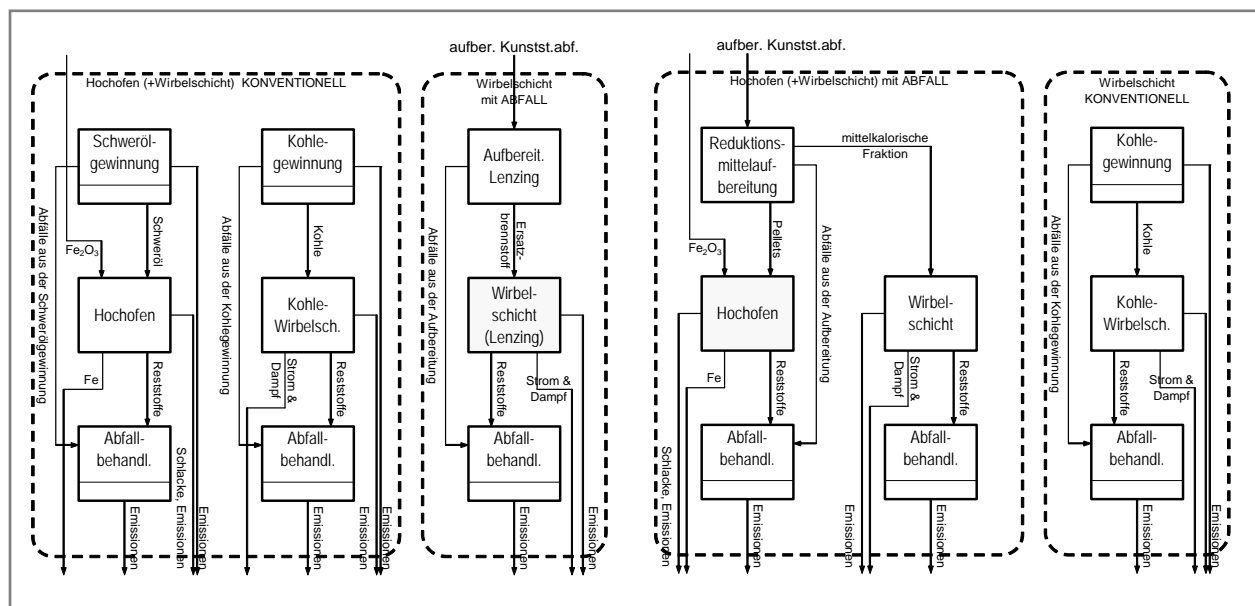 aufber. Kunstst.abf.
aufber. Kunstst.abf.
Hochofen (+Wirbelschicht) KONVENTIONELL
Schweröl-
gewinnung
Kohle-
gewinnung
Abfälle aus der Schwerölgewinnung
Fe2O3
Schweröl
Abfälle aus der Kohlegewinnung
Kohle
Hochofen
Kohle-
Wirbelsch.
Fe
Reststoffe
Strom &
Dampf
Reststoffe
Abfall-
behandl.
Abfall-
behandl.
Emissionen
Schlacke, Emissionen
Emissionen
Emissionen
Emissionen
Wirbelschicht
mit ABFALL
Aufbereit.
Lenzing
Abfälle aus der Aufbereitung
Ersatz-
brennstoff
Wirbel-
schicht
(Lenzing)
Reststoffe
Strom &
Dampf
Abfall-
behandl.
Emissionen
Emissionen
Hochofen (+Wirbelschicht) mit ABFALL
Reduktions-
mittelauf-
bereitung
mittelkalorische
Fraktion
Fe2O3
Pellets
Abfälle aus der Aufbereitung
Hochofen
Wirbel-
schicht
Fe
Reststoffe
Strom &
Dampf
Reststoffe
Abfall-
behandl.
Abfall-
behandl.
Schlacke, Emissionen
Emissionen
Emissionen
Emissionen
Wirbelschicht
KONVENTIONELL
Kohle-
gewinnung
Abfälle aus der Kohlegewinnung
Kohle
Kohle-
Wirbelsch.
Reststoffe
Strom &
Dampf
Abfall-
behandl.
Emissionen
Emissionen